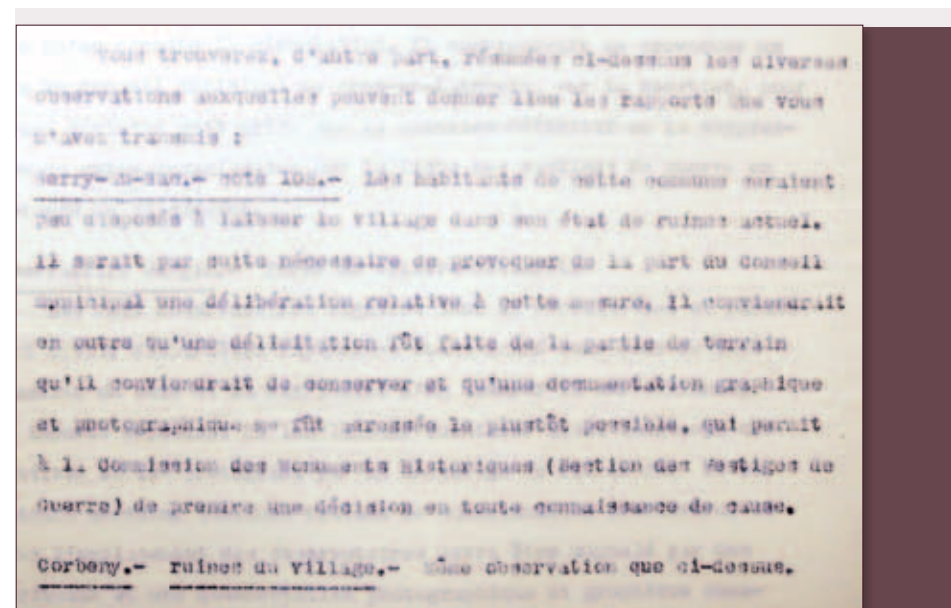 Vous trouverez, d'autre part, résumées ci-dessous les diverses
observations auxquelles peuvent donner lieu les rapports que vous
m'avez transmis :
Berry-au-Bac.- cote 108.- Les habitants de cette commune seraient
peu disposés à laisser le village dans son état de ruines actuel.
il serait par suite nécessaire de provoquer de la part du Conseil
municipal une délibération relative à cette mesure. Il conviendrait
en outre qu'une délimitation fût faite de la partie de terrain
qu'il conviendrait de conserver et qu'une documentation graphique
et photographique me fût adressée le plustôt possible, qui permit
à la Commission des Monuments Historiques (Section des Vestiges de
Guerre) de prendre une décision en toute connaissance de cause.
Corbeny.- ruines du village.- même observation que ci-dessus.